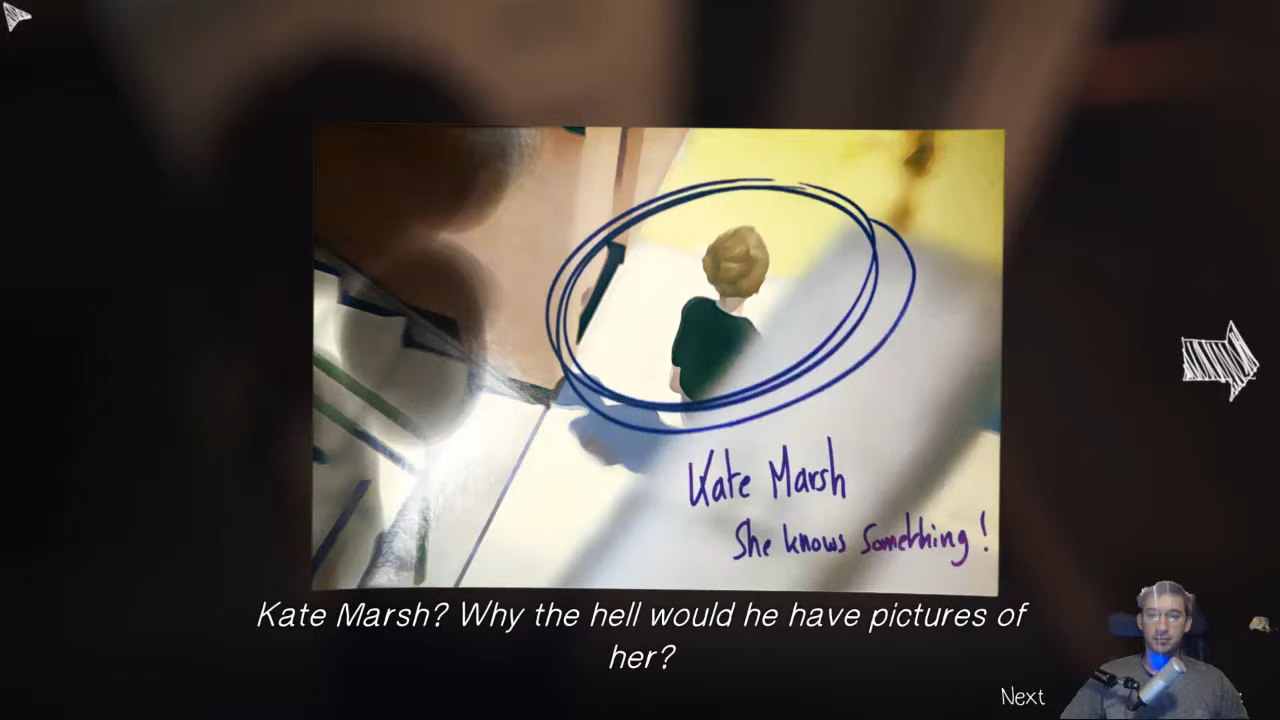 Kate Marsh
She knows something!
Kate Marsh? Why the hell would he have pictures of
her?
Next